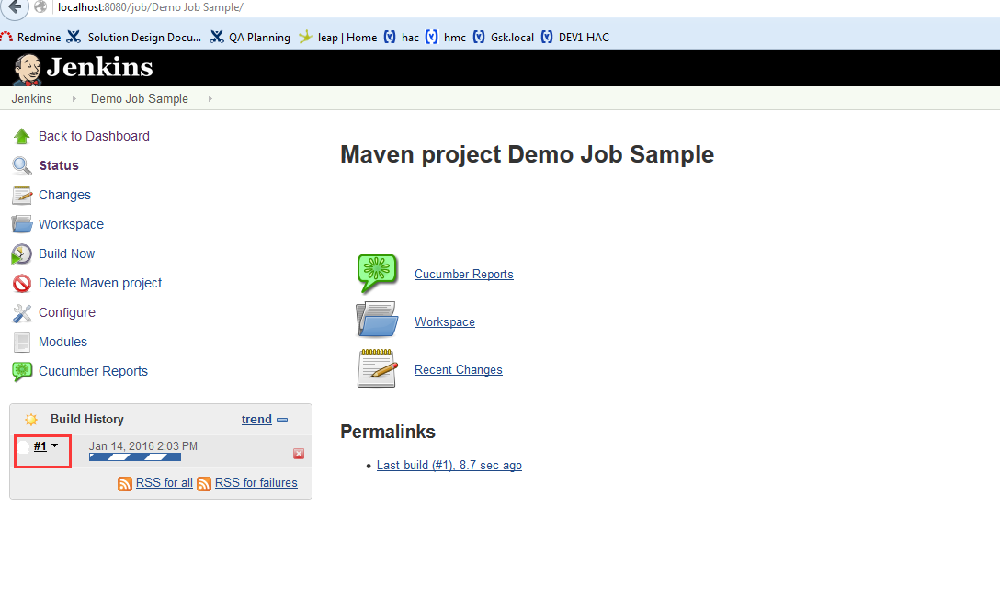 localhost:8080/job/Demo Job Sample/
Redmine Solution Design Docu... QA Planning leap | Home hac hmc Gsk.local DEV1 HAC
Jenkins
Jenkins Demo Job Sample
Back to Dashboard
Status
Changes
Workspace
Build Now
Delete Maven project
Configure
Modules
Cucumber Reports
Build History trend
#1 Jan 14, 2016 2:03 PM
RSS for all RSS for failures
Maven project Demo Job Sample
Cucumber Reports
Workspace
Recent Changes
Permalinks
Last build (#1), 8.7 sec ago